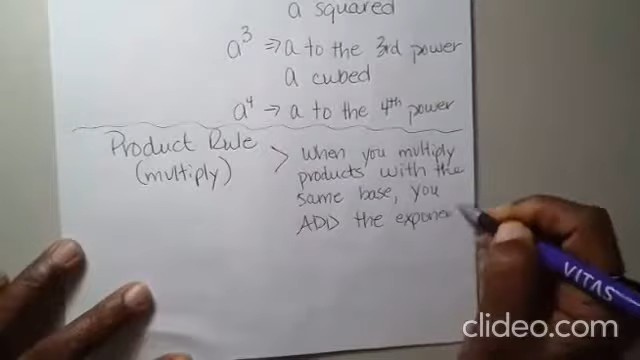 a squared
a³ => a to the 3rd power
a cubed
a⁴ -> a to the 4th power
Product Rule
(multiply)
> When you multiply
products with the
same base, you
ADD the expone
VITAS
clideo.com